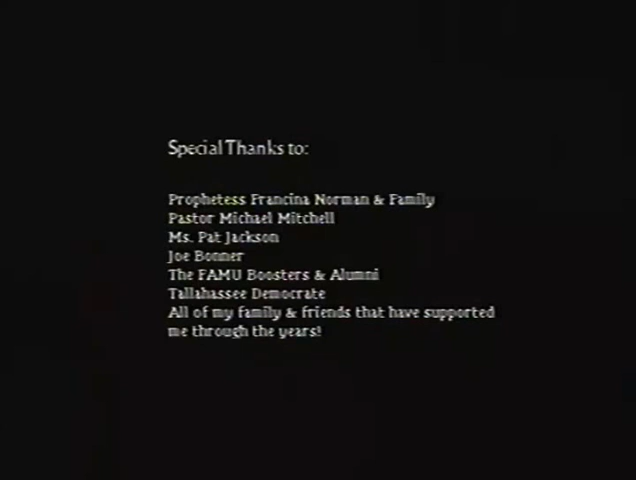 Special Thanks to:
Prophetess Francina Norman & Family
Pastor Michael Mitchell
Ms. Pat Jackson
Joe Bonner
The FAMU Boosters & Alumni
Tallahassee Democrate
All of my family & friends that have supported
me through the years!